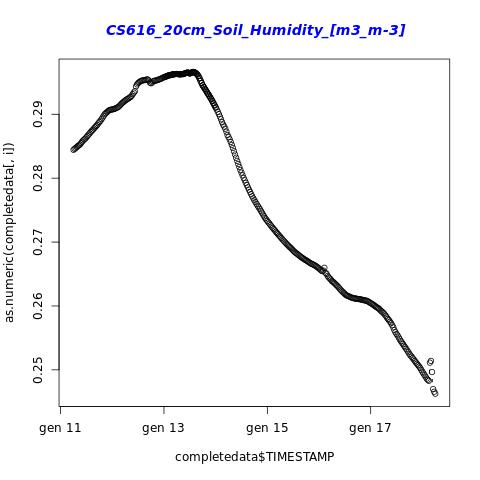 CS616_20cm_Soil_Humidity_[m3_m-3]
as.numeric(completedata[, i])
0.29
0.28
0.27
0.26
0.25
gen 11 gen 13 gen 15 gen 17
completedata$TIMESTAMP